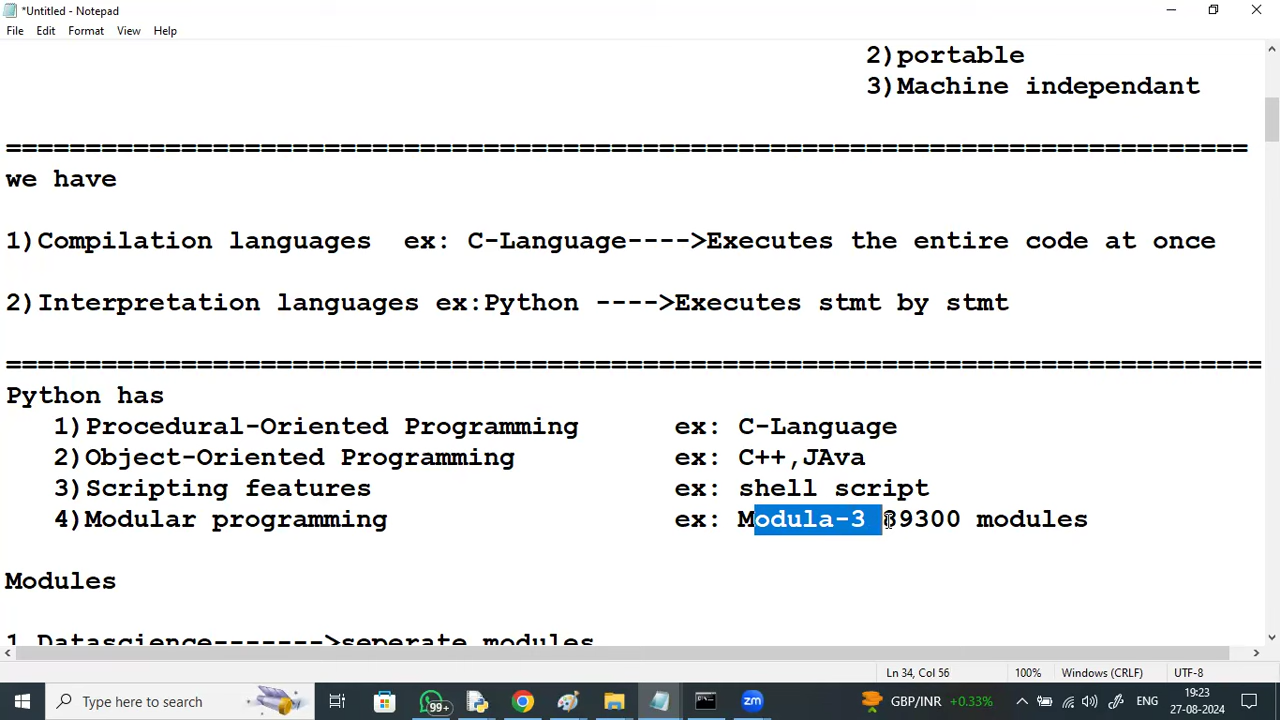 *Untitled - Notepad
File Edit Format View Help
2)portable
3)Machine independant
==============================================================================
we have
1)Compilation languages ex: C-Language---->Executes the entire code at once
2)Interpretation languages ex:Python ---->Executes stmt by stmt
===============================================================================
Python has
1)Procedural-Oriented Programming ex: C-Language
2)Object-Oriented Programming ex: C++,JAva
3)Scripting features ex: shell script
4)Modular programming ex: Modula-3 89300 modules
Modules
1 Datascience------->seperate modules
Ln 34, Col 56 100% Windows (CRLF) UTF-8
Type here to search 99+ zm GBP/INR +0.33% ENG 19:23
27-08-2024